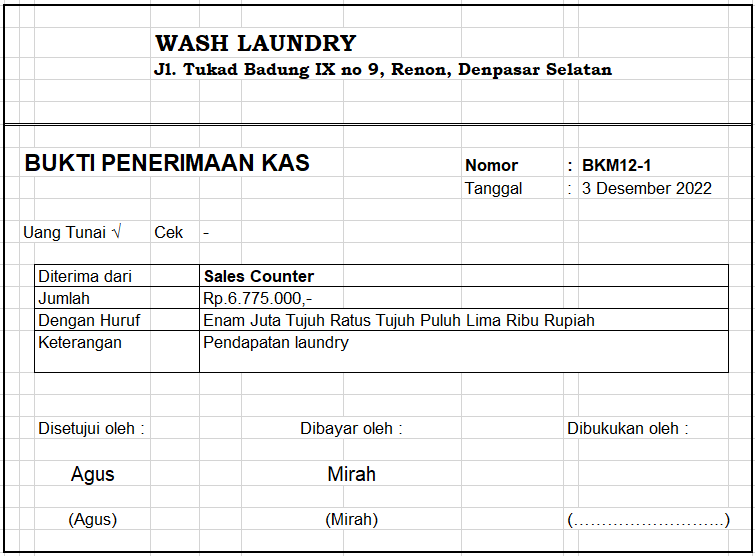 WASH LAUNDRY
Jl. Tukad Badung IX no 9, Renon, Denpasar Selatan
BUKTI PENERIMAAN KAS
Nomor : BKM12-1
Tanggal : 3 Desember 2022
Uang Tunai √ Cek -
Diterima dari Sales Counter
Jumlah Rp.6.775.000,-
Dengan Huruf Enam Juta Tujuh Ratus Tujuh Puluh Lima Ribu Rupiah
Keterangan Pendapatan laundry
Disetujui oleh : Dibayar oleh : Dibukukan oleh :
Agus Mirah
(Agus) (Mirah) (……………………...)